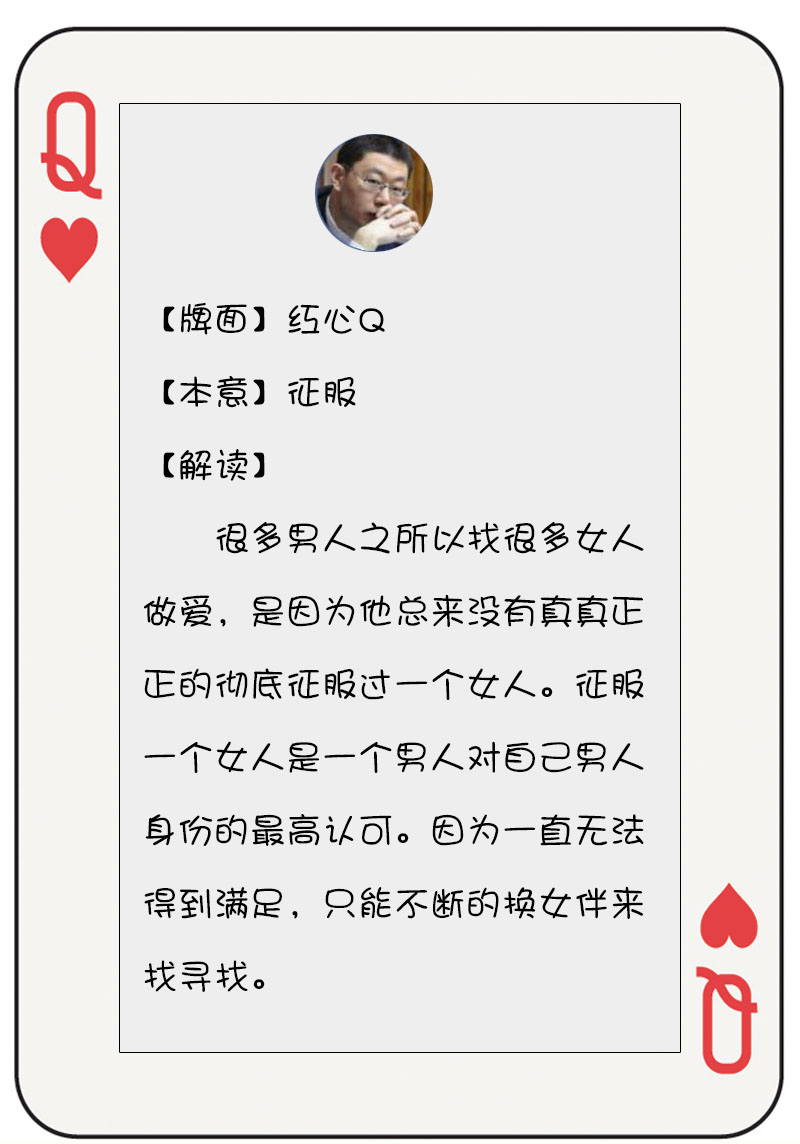 Q
【牌面】红心Q
【本意】征服
【解读】
很多男人之所以找很多女人
做爱，是因为他总来没有真真正
正的彻底征服过一个女人。征服
一个女人是一个男人对自己男人
身份的最高认可。因为一直无法
得到满足，只能不断的换女伴来
找寻找。
Q